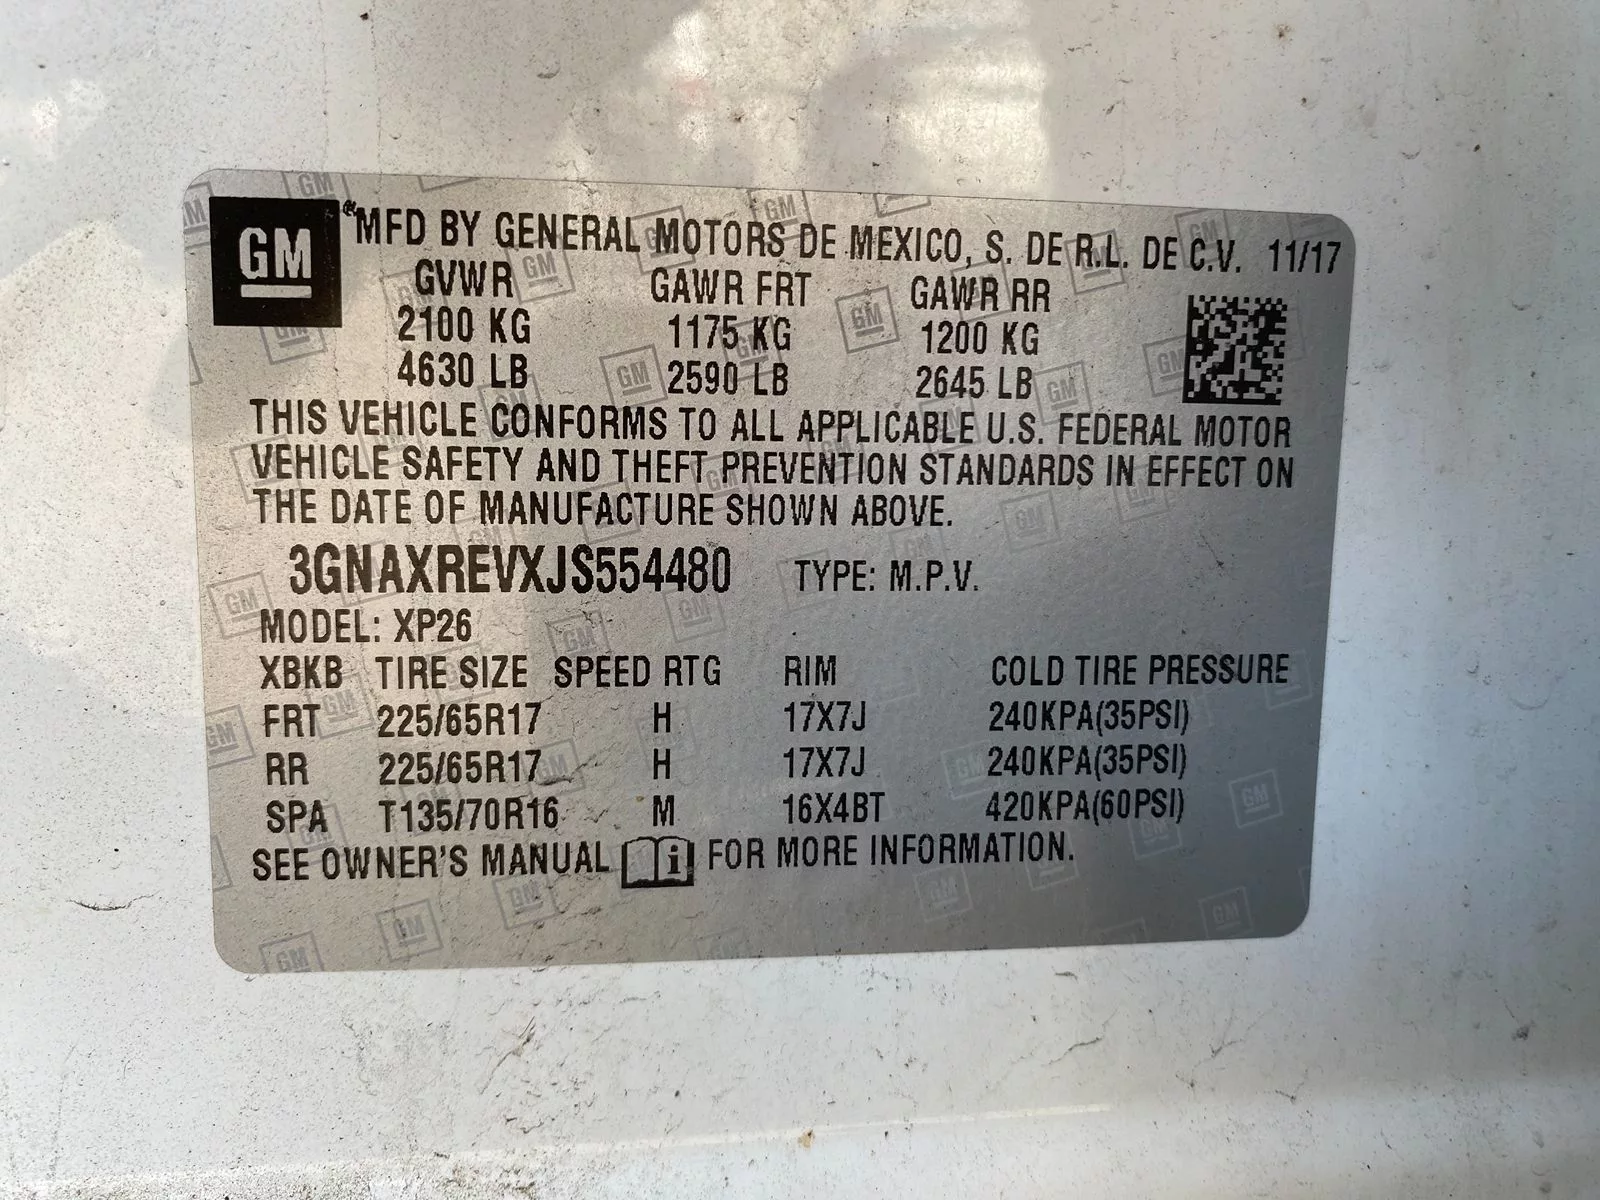 GM MFD BY GENERAL MOTORS DE MEXICO, S. DE R.L. DE C.V. 11/17
GVWR GAWR FRT GAWR RR
2100 KG 1175 KG 1200 KG
4630 LB 2590 LB 2645 LB
THIS VEHICLE CONFORMS TO ALL APPLICABLE U.S. FEDERAL MOTOR
VEHICLE SAFETY AND THEFT PREVENTION STANDARDS IN EFFECT ON
THE DATE OF MANUFACTURE SHOWN ABOVE.
3GNAXREVXJS554480 TYPE: M.P.V.
MODEL: XP26
XBKB TIRE SIZE SPEED RTG RIM COLD TIRE PRESSURE
FRT 225/65R17 H 17X7J 240KPA(35PSI)
RR 225/65R17 H 17X7J 240KPA(35PSI)
SPA T135/70R16 M 16X4BT 420KPA(60PSI)
SEE OWNER'S MANUAL i FOR MORE INFORMATION.